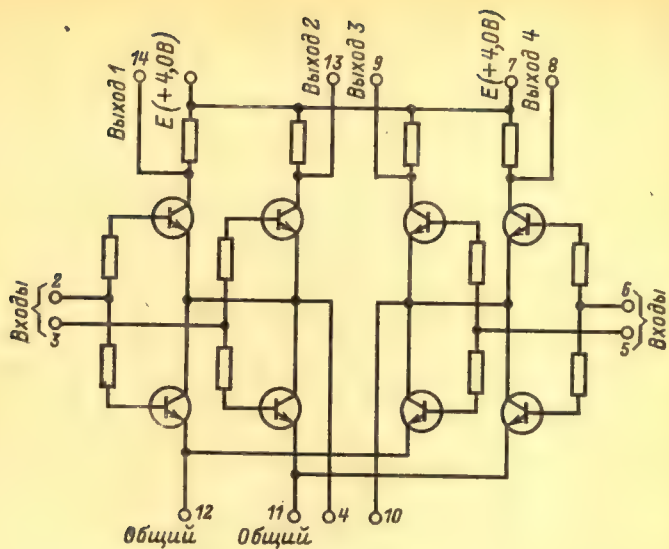 Выход 1
14
Е (+4,0В)
Выход 2
13
Выход 3
9
Е (+4,0В)
7
Выход 4
8
Входы
2
3
6
5
Входы
12
11
4
10
Общий
Общий